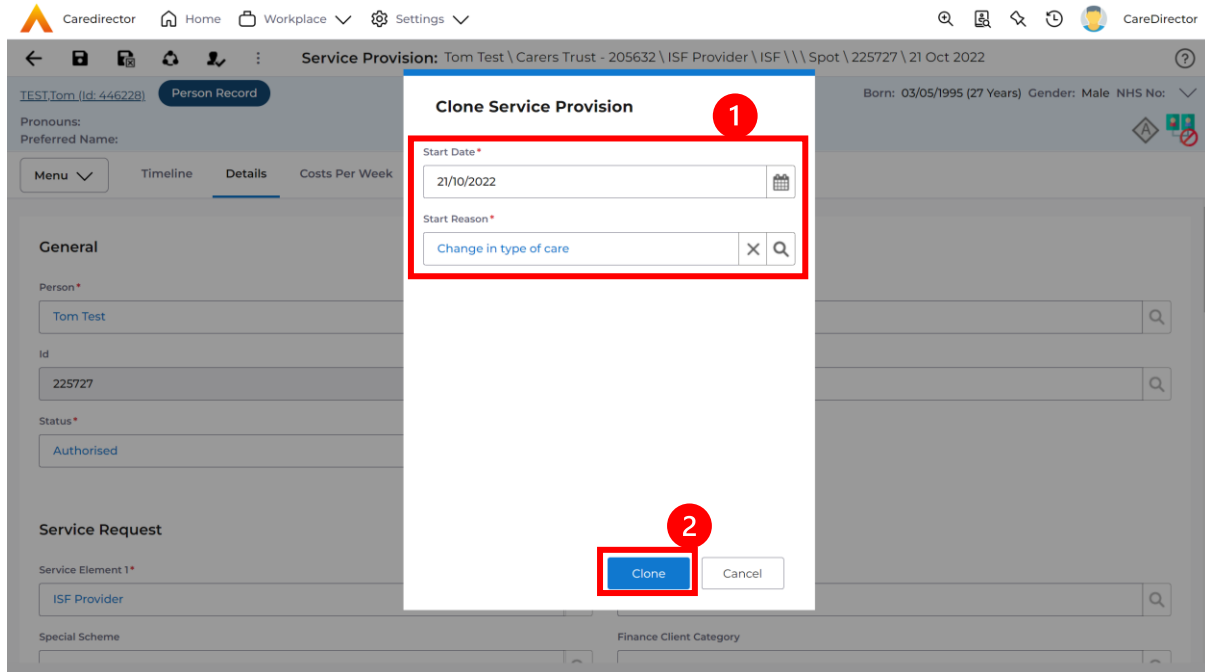 Caredirector Home Workplace Settings CareDirector
Service Provision: Tom Test \ Carers Trust - 205632 \ ISF Provider \ ISF \ \ \ Spot \ 225727 \ 21 Oct 2022
TEST,Tom (Id: 446228) Person Record Born: 03/05/1995 (27 Years) Gender: Male NHS No:
Pronouns:
Preferred Name:
A
Menu Timeline Details Costs Per Week
Clone Service Provision
1
Start Date*
21/10/2022
Start Reason*
Change in type of care
2
Clone Cancel
General
Person*
Tom Test
Id
225727
Status*
Authorised
Service Request
Service Element 1*
ISF Provider
Special Scheme Finance Client Category